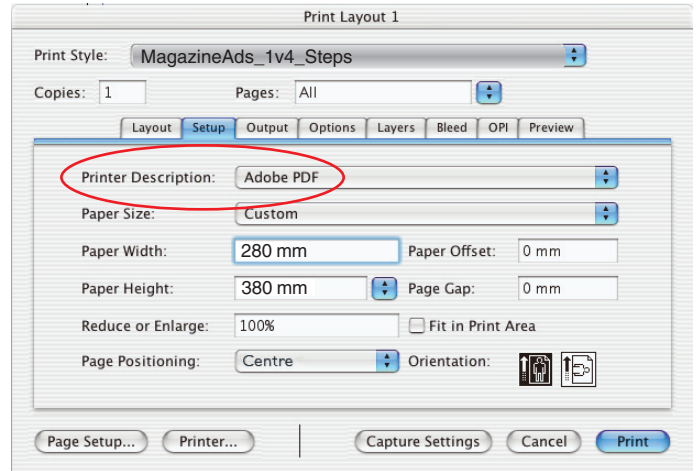 Print Layout 1
Print Style: MagazineAds_1v4_Steps
Copies: 1 Pages: All
Layout Setup Output Options Layers Bleed OPI Preview
Printer Description: Adobe PDF
Paper Size: Custom
Paper Width: 280 mm Paper Offset: 0 mm
Paper Height: 380 mm Page Gap: 0 mm
Reduce or Enlarge: 100% Fit in Print Area
Page Positioning: Centre Orientation:
Page Setup... Printer... Capture Settings Cancel Print